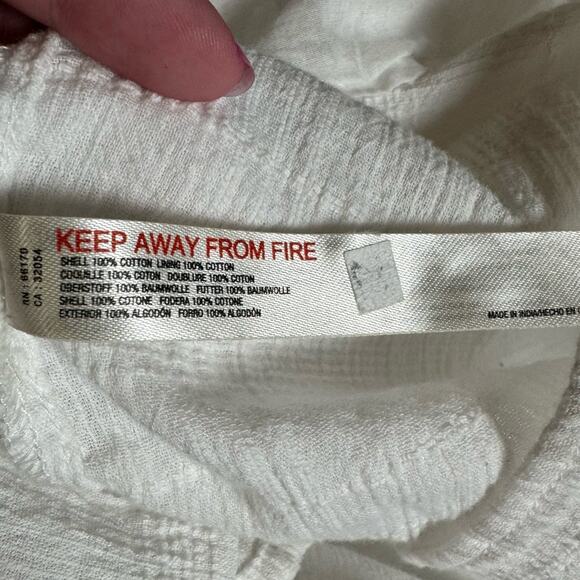 RN : 66170
CA : 32054
KEEP AWAY FROM FIRE
SHELL 100% COTTON LINING 100% COTTON
COQUILLE 100% COTON DOUBLURE 100% COTON
OBERSTOFF 100% BAUMWOLLE FUTTER 100% BAUMWOLLE
SHELL 100% COTONE FODERA 100% COTONE
EXTERIOR 100% ALGODÓN FORRO 100% ALGODÓN
MADE IN INDIA/HECHO EN